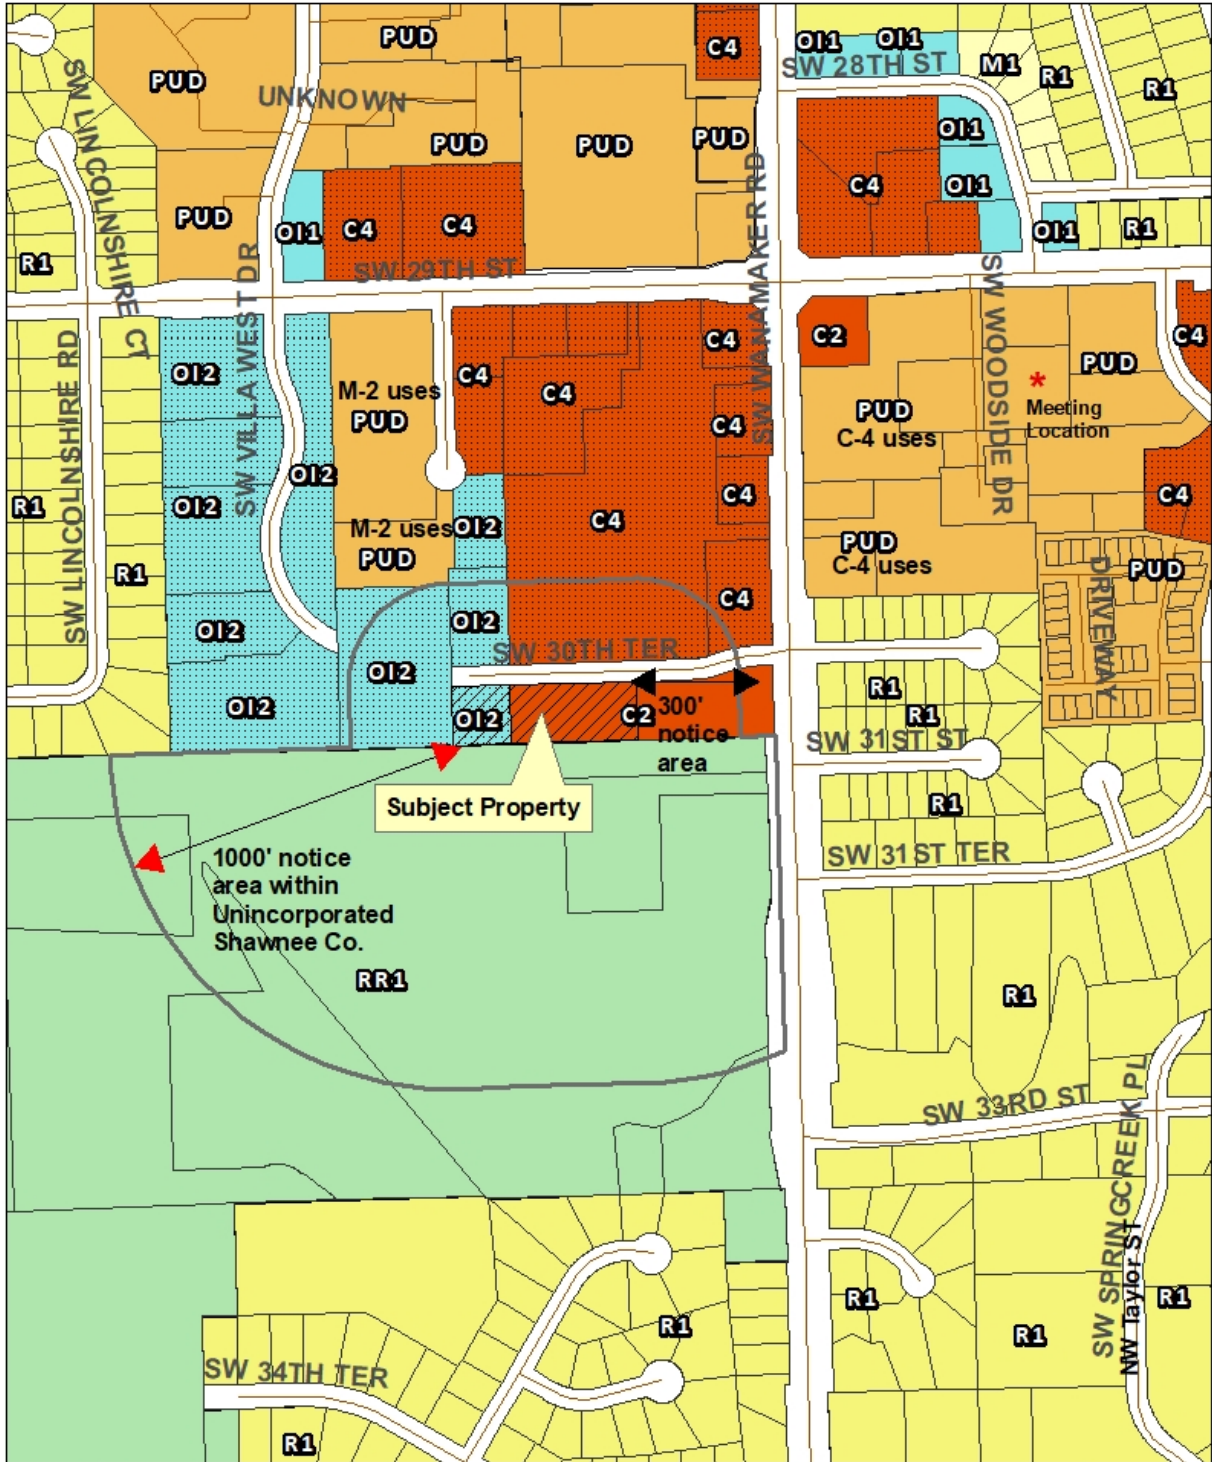 PUD
C4
OI1
OI1
SW 28TH ST
M1
R1
R1
PUD
UNKNOWN
PUD
PUD
PUD
OI1
OI1
C4
SW LINCOLNSHIRE CT
PUD
OI1
C4
C4
OI1
R1
R1
SW 29TH ST
SW WANAMAKER RD
SW VILLA WEST DR
SW LINCOLNSHIRE RD
SW WOODSIDE DR
C2
C4
C4
PUD
OI2
C4
C4
M-2 uses
PUD
*
Meeting
Location
PUD
C-4 uses
C4
OI2
OI2
R1
C4
C4
C4
M-2 uses
PUD
OI2
PUD
C-4 uses
R1
DRIVEWAY
PUD
C4
OI2
OI2
SW 30TH TER
OI2
OI2
OI2
C2
300'
notice
area
R1
R1
SW 31ST ST
Subject Property
R1
SW 31ST TER
1000' notice
area within
Unincorporated
Shawnee Co.
RR1
R1
SW 33RD ST
SW SPRINGCREEK PL
NW Taylor ST
R1
R1
R1
R1
SW 34TH TER
R1